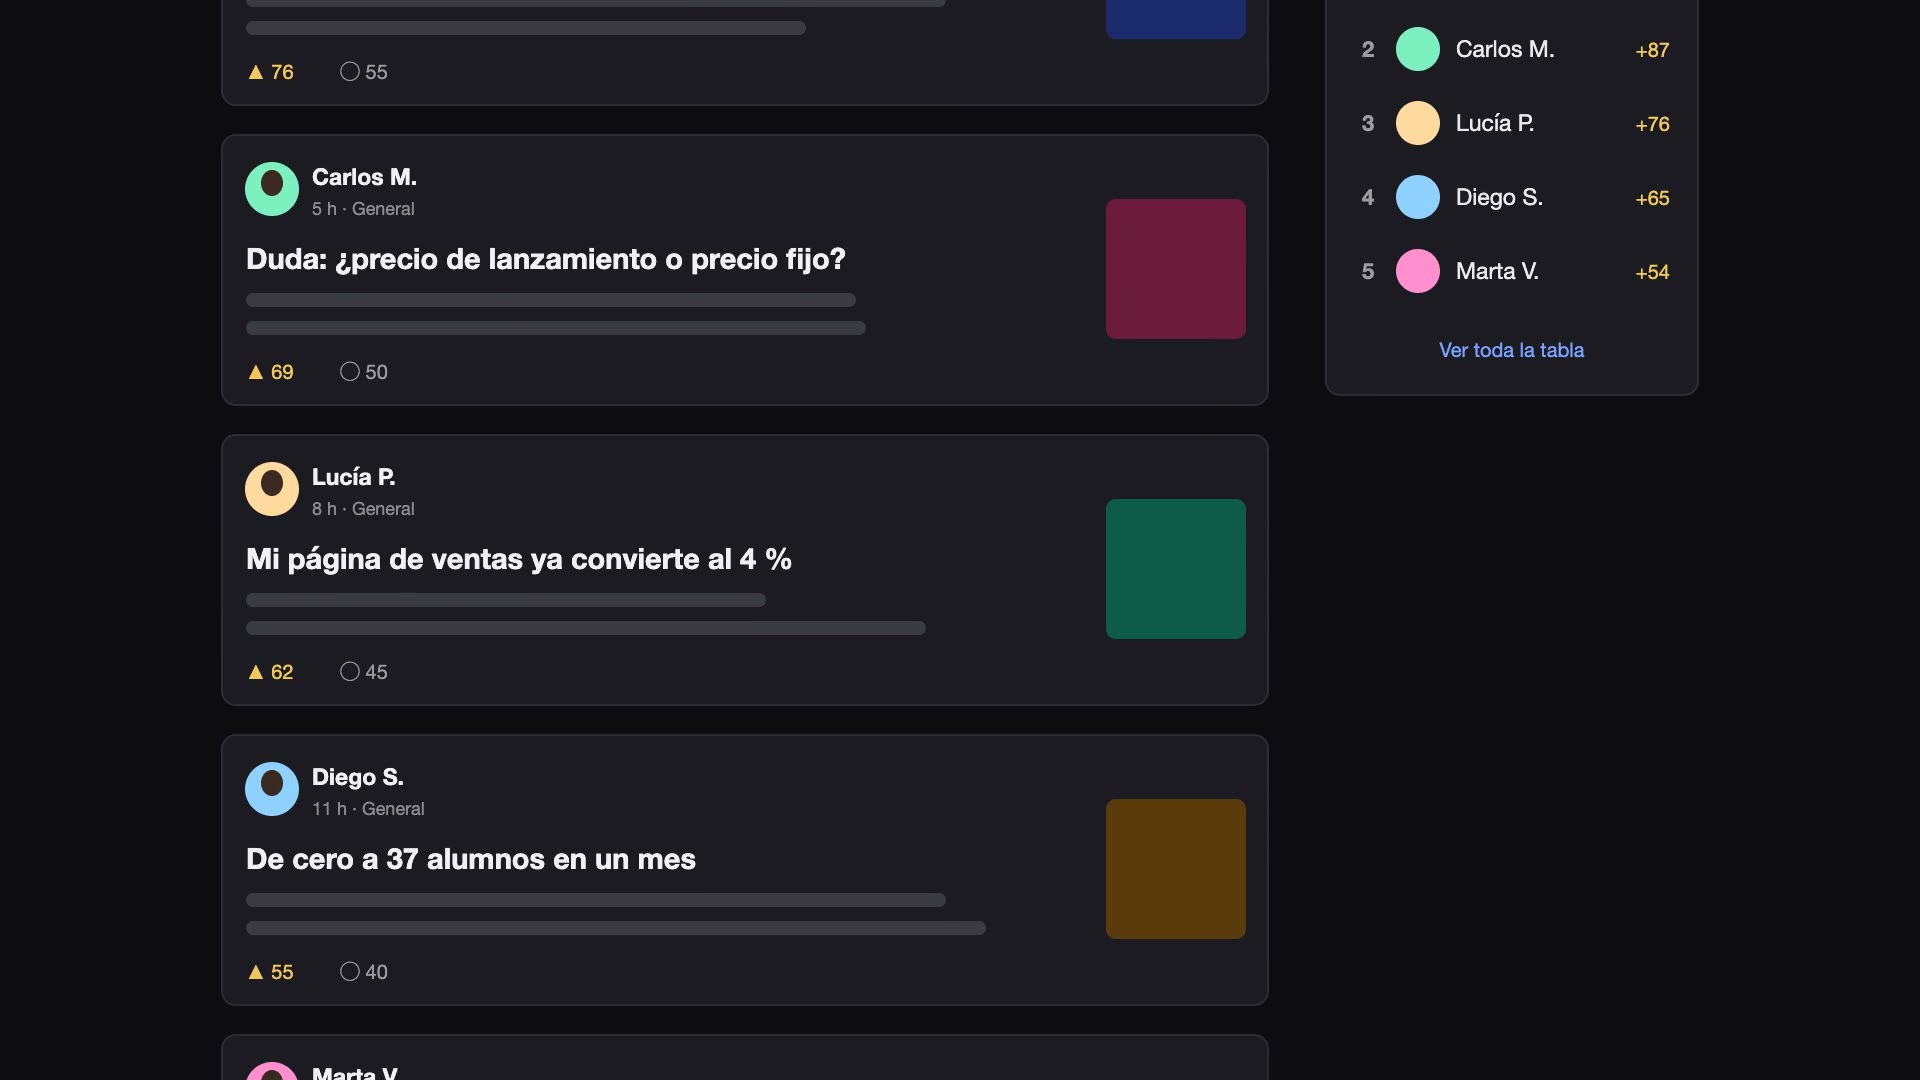 ▲ 76 ◯ 55
Carlos M.
5 h · General
Duda: ¿precio de lanzamiento o precio fijo?
▲ 69 ◯ 50
Lucía P.
8 h · General
Mi página de ventas ya convierte al 4 %
▲ 62 ◯ 45
Diego S.
11 h · General
De cero a 37 alumnos en un mes
▲ 55 ◯ 40
Marta V.
2 Carlos M. +87
3 Lucía P. +76
4 Diego S. +65
5 Marta V. +54
Ver toda la tabla